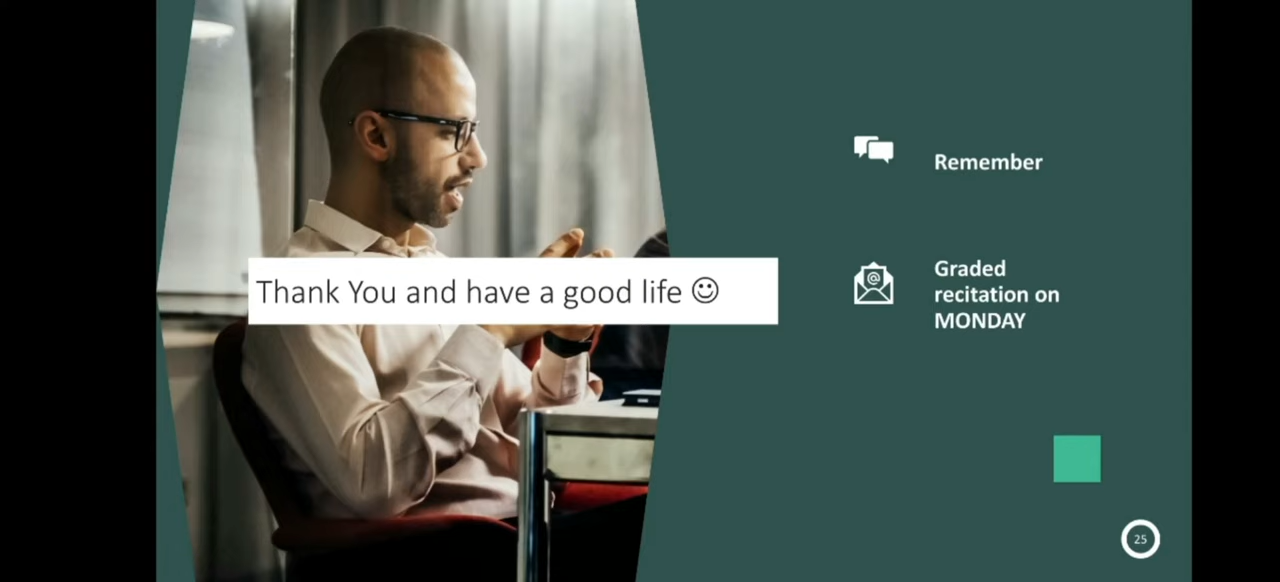 Thank You and have a good life ☺
Remember
Graded
recitation on
MONDAY
25